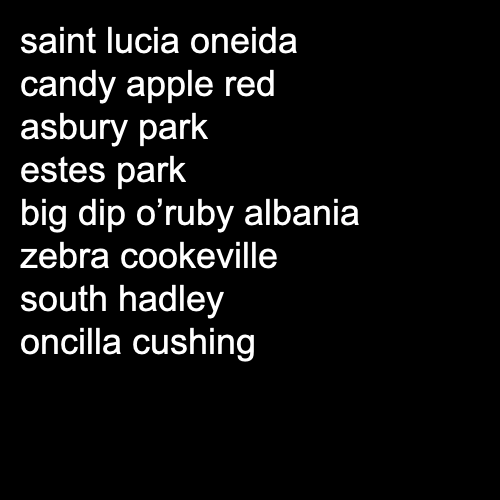 saint lucia oneida
candy apple red
asbury park
estes park
big dip o’ruby albania
zebra cookeville
south hadley
oncilla cushing